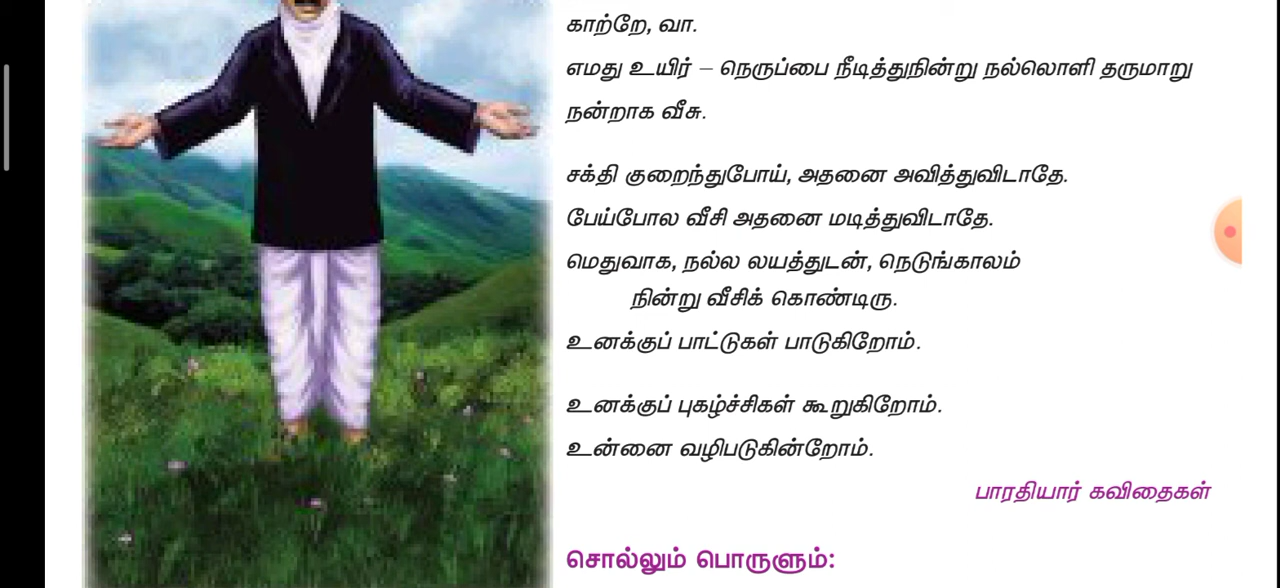 காற்றே, வா.
எமது உயிர் – நெருப்பை நீடித்துநின்று நல்லொளி தருமாறு
நன்றாக வீசு.
சக்தி குறைந்துபோய், அதனை அவித்துவிடாதே.
பேய்போல வீசி அதனை மடித்துவிடாதே.
மெதுவாக, நல்ல லயத்துடன், நெடுங்காலம்
நின்று வீசிக் கொண்டிரு.
உனக்குப் பாட்டுகள் பாடுகிறோம்.
உனக்குப் புகழ்ச்சிகள் கூறுகிறோம்.
உன்னை வழிபடுகின்றோம்.
பாரதியார் கவிதைகள்
சொல்லும் பொருளும்: